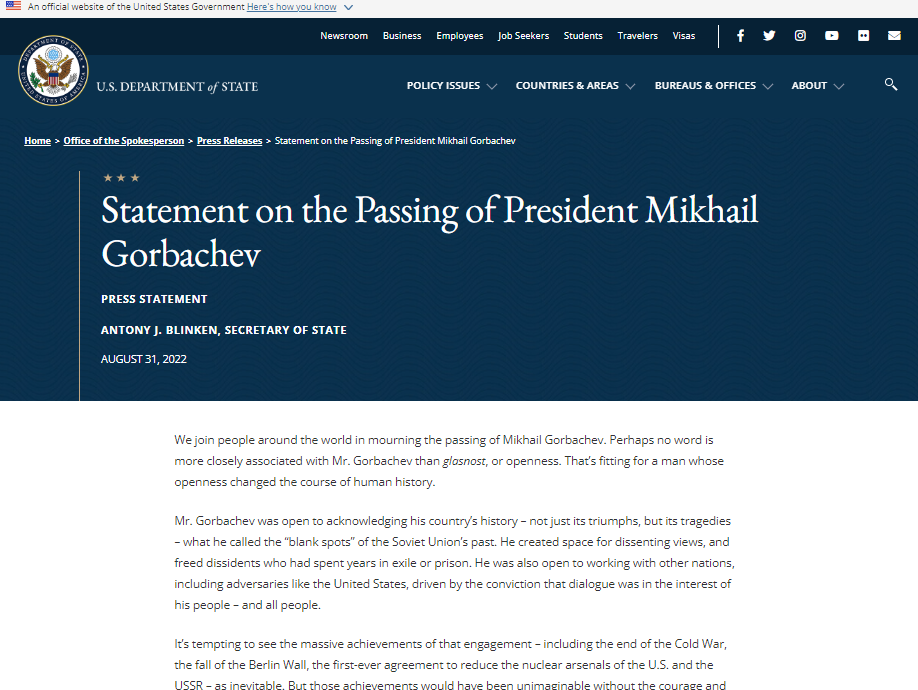 An official website of the United States Government Here's how you know
Newsroom Business Employees Job Seekers Students Travelers Visas
U.S. DEPARTMENT of STATE
POLICY ISSUES COUNTRIES & AREAS BUREAUS & OFFICES ABOUT
Home > Office of the Spokesperson > Press Releases > Statement on the Passing of President Mikhail Gorbachev
Statement on the Passing of President Mikhail
Gorbachev
PRESS STATEMENT
ANTONY J. BLINKEN, SECRETARY OF STATE
AUGUST 31, 2022
We join people around the world in mourning the passing of Mikhail Gorbachev. Perhaps no word is
more closely associated with Mr. Gorbachev than glasnost, or openness. That’s fitting for a man whose
openness changed the course of human history.
Mr. Gorbachev was open to acknowledging his country’s history – not just its triumphs, but its tragedies
– what he called the “blank spots” of the Soviet Union’s past. He created space for dissenting views, and
freed dissidents who had spent years in exile or prison. He was also open to working with other nations,
including adversaries like the United States, driven by the conviction that dialogue was in the interest of
his people – and all people.
It’s tempting to see the massive achievements of that engagement – including the end of the Cold War,
the fall of the Berlin Wall, the first-ever agreement to reduce the nuclear arsenals of the U.S. and the
USSR – as inevitable. But those achievements would have been unimaginable without the courage and